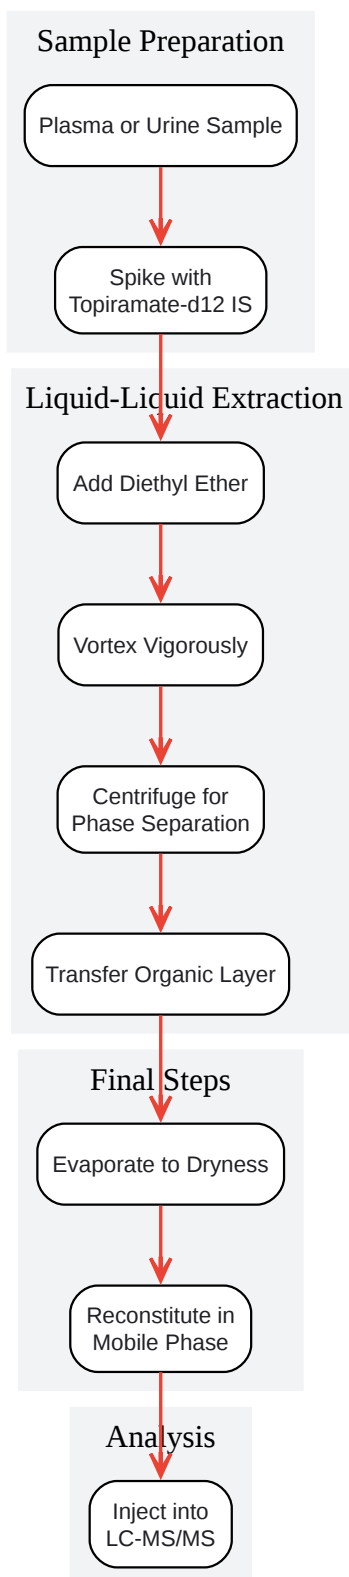 Sample Preparation
Plasma or Urine Sample
Spike with
Topiramate-d12 IS
Liquid-Liquid Extraction
Add Diethyl Ether
Vortex Vigorously
Centrifuge for
Phase Separation
Transfer Organic Layer
Final Steps
Evaporate to Dryness
Reconstitute in
Mobile Phase
Analysis
Inject into
LC-MS/MS